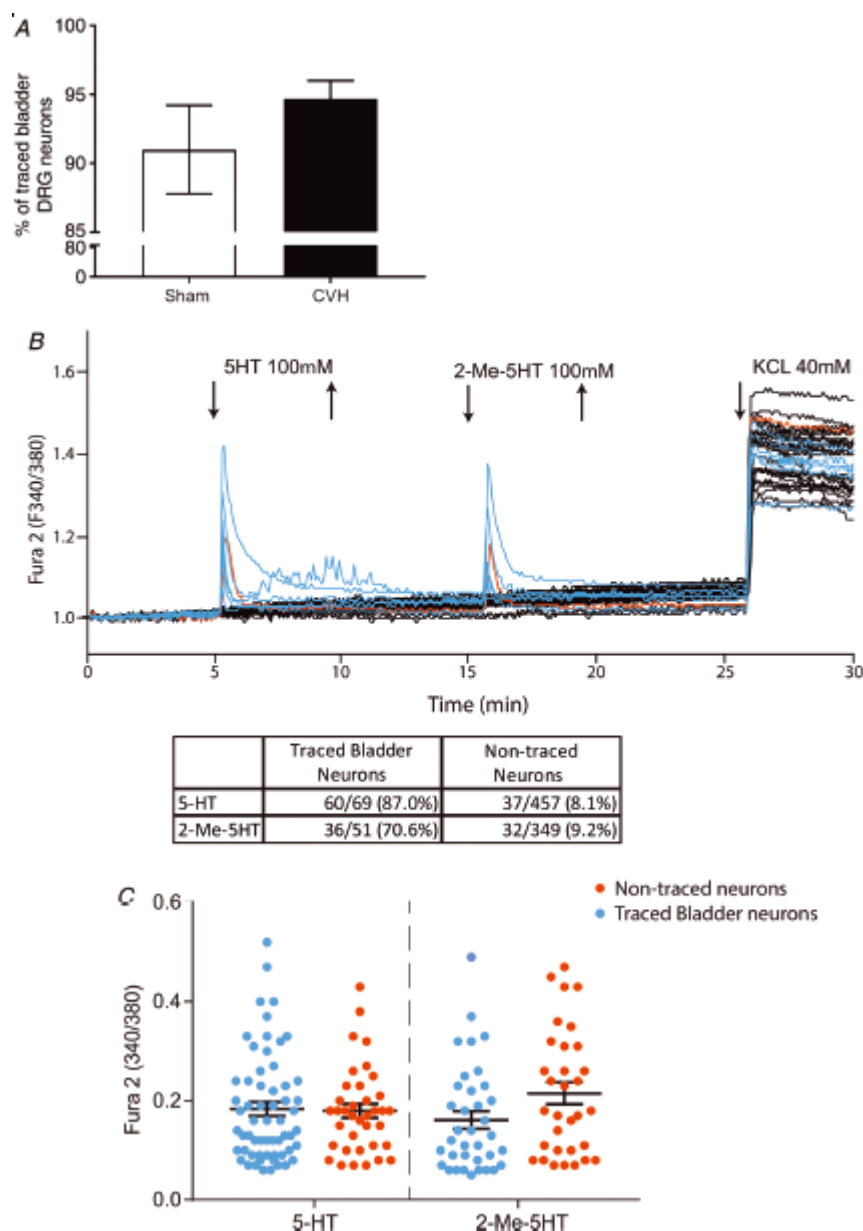 A
100
95
90
85
80
0
% of traced bladder
DRG neurons
Sham CVH
B
5HT 100mM 2-Me-5HT 100mM KCL 40mM
1.6
1.4
1.2
1.0
Fura 2 (F340/380)
0 5 10 15 20 25 30
Time (min)
Traced Bladder Neurons Non-traced Neurons
5-HT 60/69 (87.0%) 37/457 (8.1%)
2-Me-5HT 36/51 (70.6%) 32/349 (9.2%)
C
Non-traced neurons
Traced Bladder neurons
0.6
0.4
0.2
0.0
Fura 2 (340/380)
5-HT 2-Me-5HT